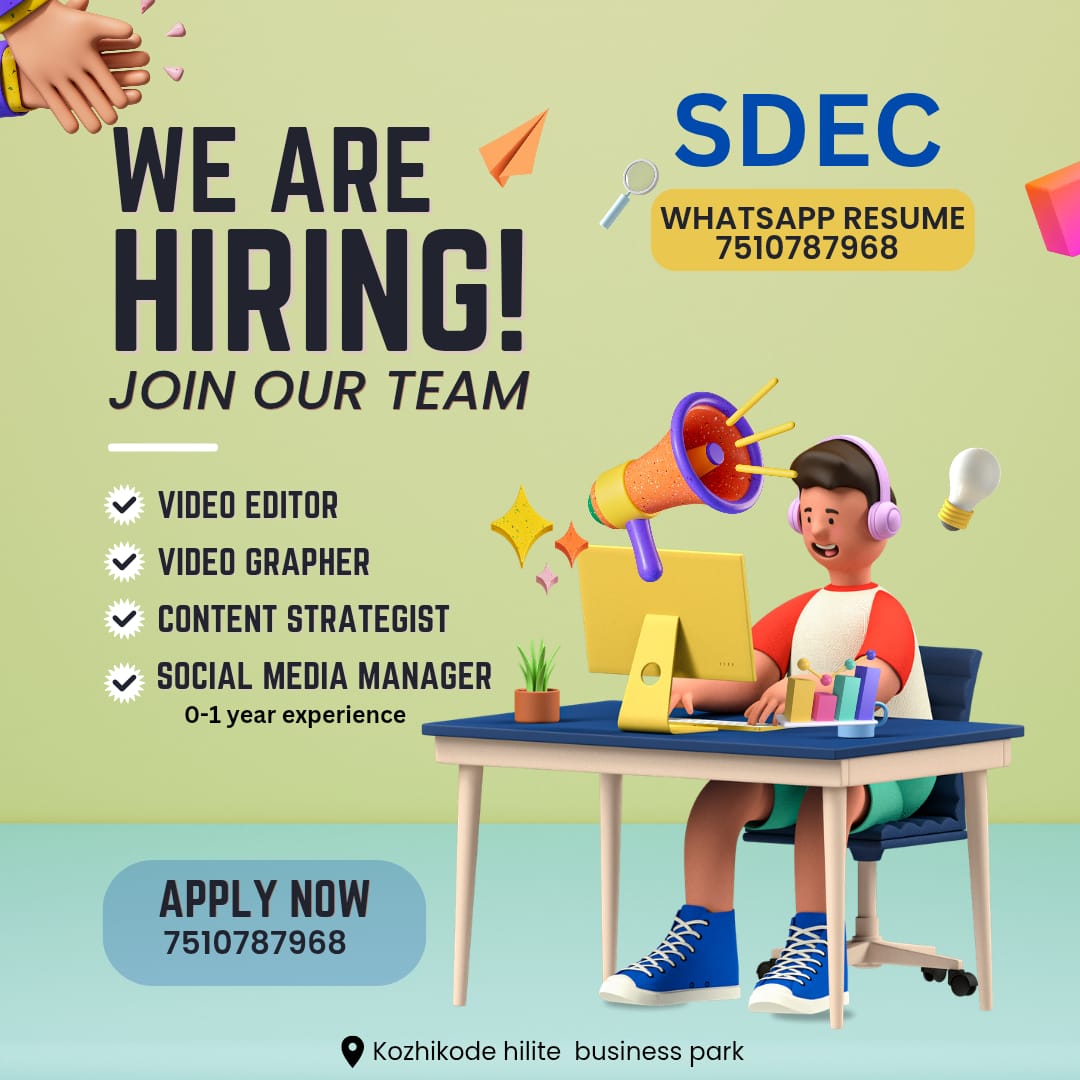 WE ARE
HIRING!
JOIN OUR TEAM
SDEC
WHATSAPP RESUME
7510787968
VIDEO EDITOR
VIDEO GRAPHER
CONTENT STRATEGIST
SOCIAL MEDIA MANAGER
0-1 year experience
APPLY NOW
7510787968
Kozhikode hilite business park